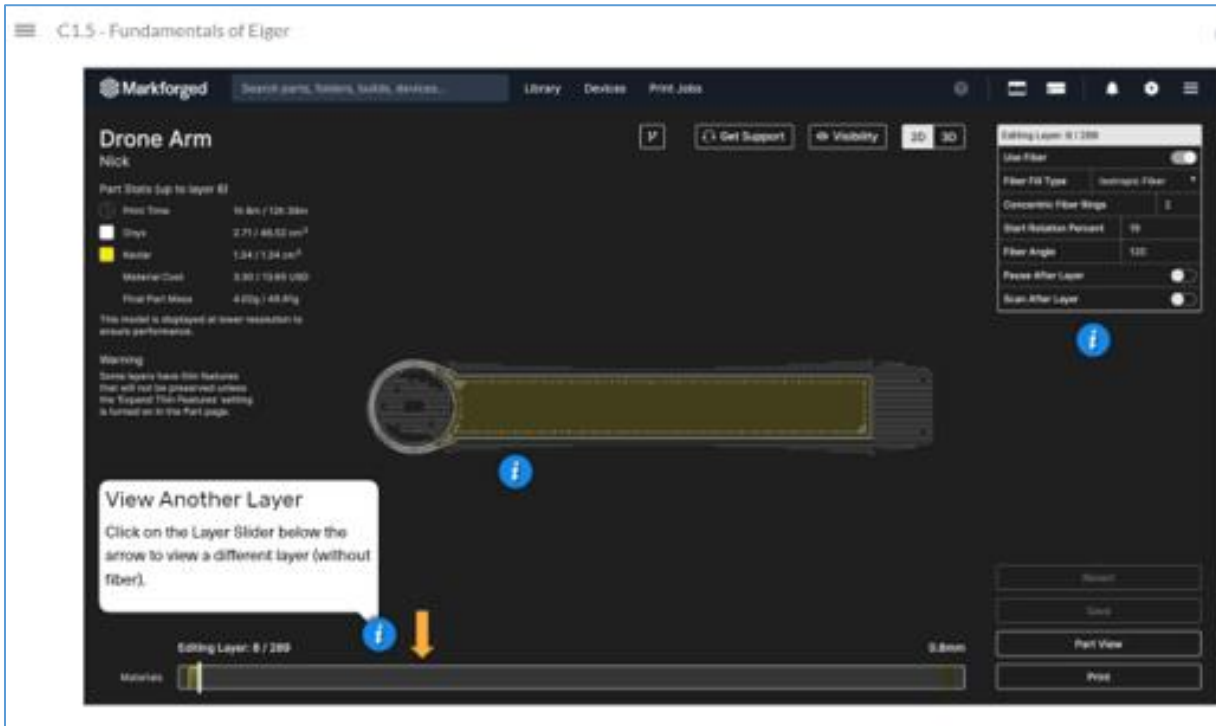 C1.5 - Fundamentals of Eiger
Markforged
Search parts, folders, builds, devices...
Library Devices Print Jobs
Drone Arm
Nick
Get Support
Visibility
2D 3D
Part Stats (up to layer 8)
Print Time
Onyx
Kevlar
Material Cost
Final Part Mass
This model is displayed at lower resolution to
ensure performance.
Warning
Some layers have thin features
that will not be preserved unless
the 'Expand Thin Features' setting
is turned on in the Part page.
Editing Layer: 8 / 289
Use Fiber
Fiber Fill Type Isotropic Fiber
Concentric Fiber Rings 2
Start Rotation Percent
Fiber Angle 120
Pause After Layer
Scan After Layer
View Another Layer
Click on the Layer Slider below the
arrow to view a different layer (without
fiber).
Editing Layer: 8 / 289
0.8mm
Materials
Revert
Save
Part View
Print